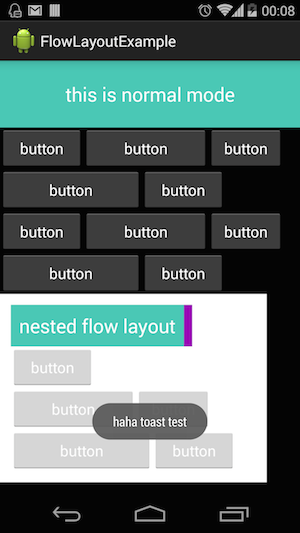 00:08
FlowLayoutExample
this is normal mode
button button button
button button
button button button
button button
nested flow layout
button
button
haha toast test
button button